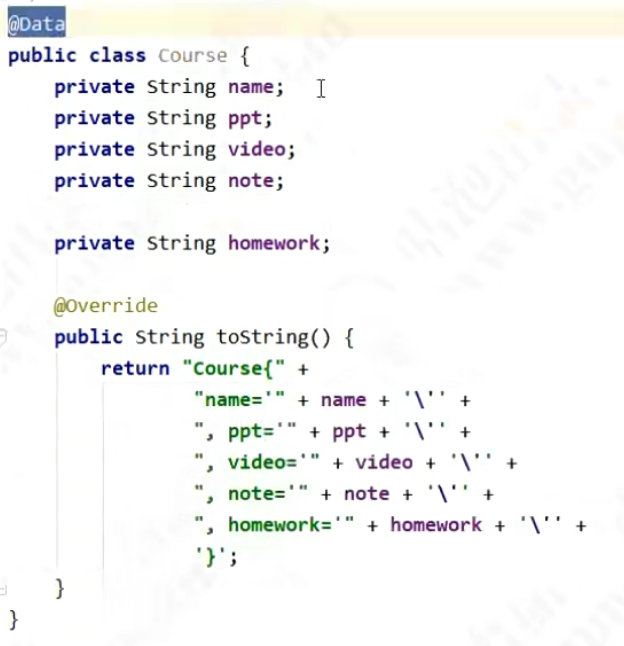 @Data
public class Course {
    private String name;
    private String ppt;
    private String video;
    private String note;

    private String homework;

    @Override
    public String toString() {
        return "Course{" +
                "name='" + name + '\'' +
                ", ppt='" + ppt + '\'' +
                ", video='" + video + '\'' +
                ", note='" + note + '\'' +
                ", homework='" + homework + '\'' +
                '}';
    }
}